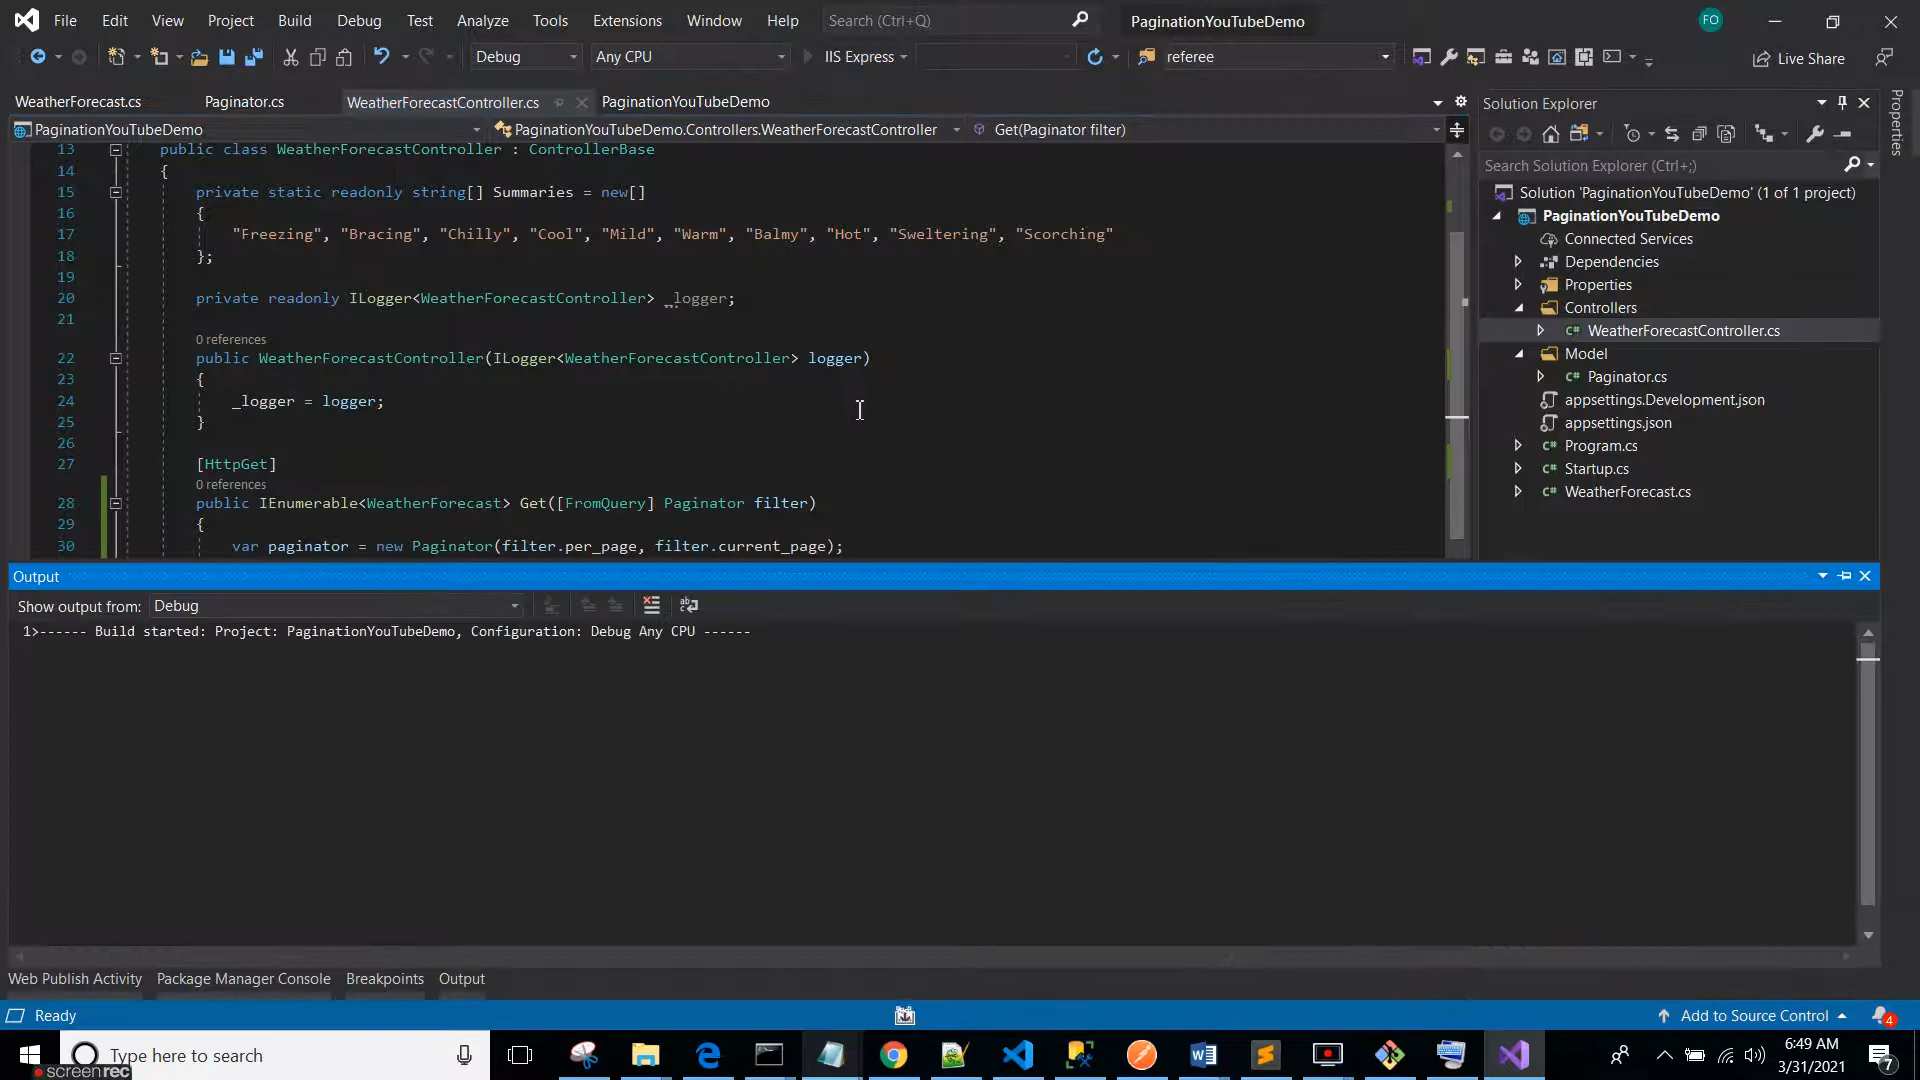 File Edit View Project Build Debug Test Analyze Tools Extensions Window Help Search (Ctrl+Q) PaginationYouTubeDemo FO
Debug Any CPU IIS Express referee Live Share
WeatherForecast.cs Paginator.cs WeatherForecastController.cs PaginationYouTubeDemo
PaginationYouTubeDemo PaginationYouTubeDemo.Controllers.WeatherForecastController Get(Paginator filter)
13 public class WeatherForecastController : ControllerBase
14 {
15 private static readonly string[] Summaries = new[]
16 {
17 "Freezing", "Bracing", "Chilly", "Cool", "Mild", "Warm", "Balmy", "Hot", "Sweltering", "Scorching"
18 };
19
20 private readonly ILogger<WeatherForecastController> _logger;
21
0 references
22 public WeatherForecastController(ILogger<WeatherForecastController> logger)
23 {
24 _logger = logger;
25 }
26
27 [HttpGet]
0 references
28 public IEnumerable<WeatherForecast> Get([FromQuery] Paginator filter)
29 {
30 var paginator = new Paginator(filter.per_page, filter.current_page);
Solution Explorer
Search Solution Explorer (Ctrl+;)
Solution 'PaginationYouTubeDemo' (1 of 1 project)
PaginationYouTubeDemo
Connected Services
Dependencies
Properties
Controllers
C# WeatherForecastController.cs
Model
C# Paginator.cs
appsettings.Development.json
appsettings.json
C# Program.cs
C# Startup.cs
C# WeatherForecast.cs
Properties
Output
Show output from: Debug
1>------ Build started: Project: PaginationYouTubeDemo, Configuration: Debug Any CPU ------
Web Publish Activity Package Manager Console Breakpoints Output
Ready Add to Source Control 4
Type here to search
screenrec
6:49 AM
3/31/2021
7